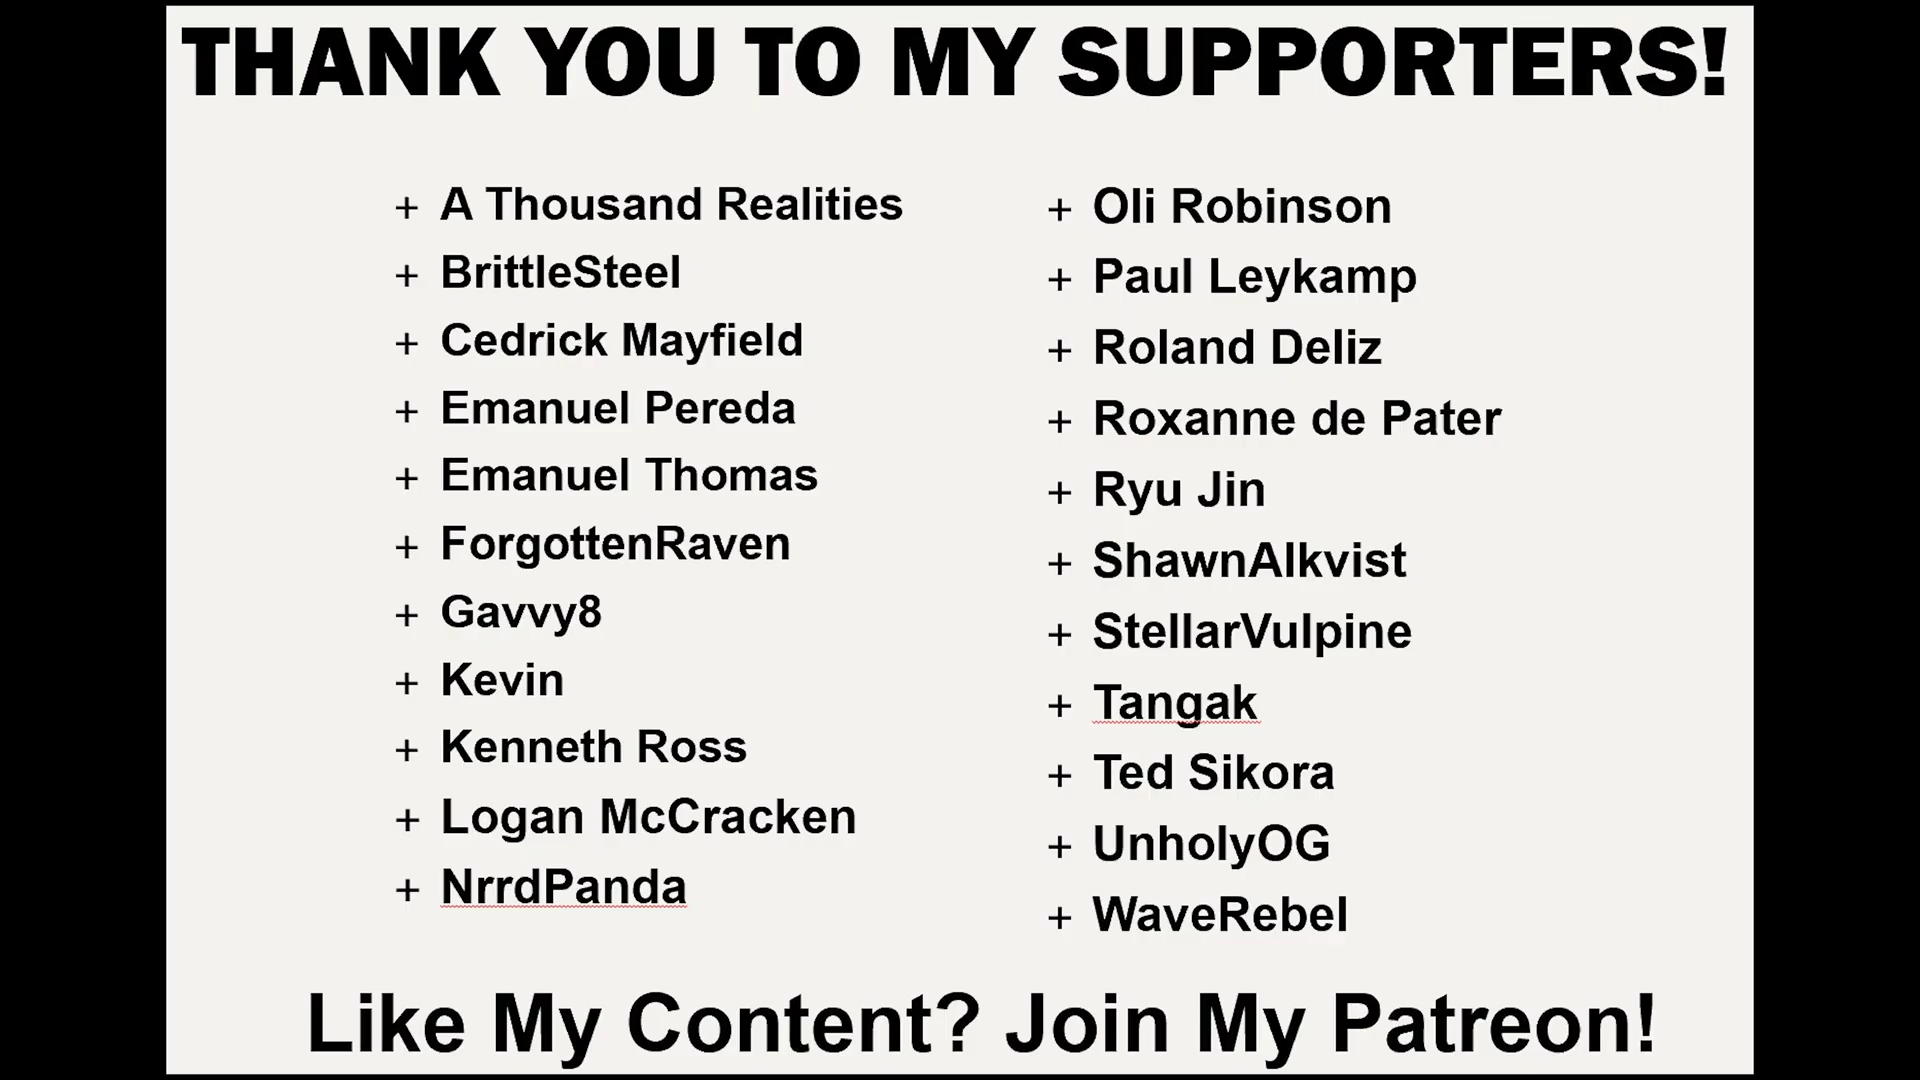 THANK YOU TO MY SUPPORTERS!
+ A Thousand Realities
+ BrittleSteel
+ Cedrick Mayfield
+ Emanuel Pereda
+ Emanuel Thomas
+ ForgottenRaven
+ Gavvy8
+ Kevin
+ Kenneth Ross
+ Logan McCracken
+ NrrdPanda
+ Oli Robinson
+ Paul Leykamp
+ Roland Deliz
+ Roxanne de Pater
+ Ryu Jin
+ ShawnAlkvist
+ StellarVulpine
+ Tangak
+ Ted Sikora
+ UnholyOG
+ WaveRebel
Like My Content? Join My Patreon!